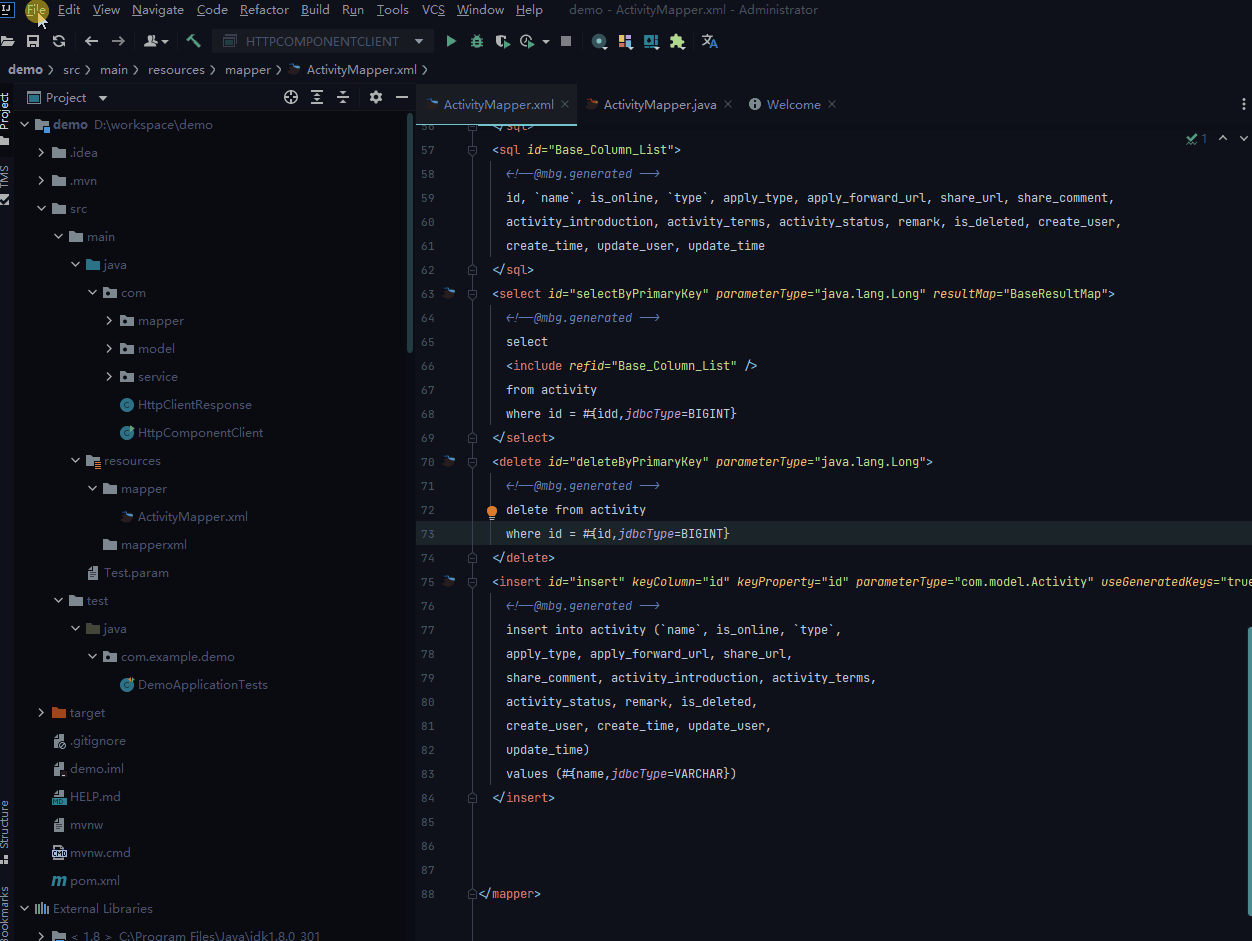 File Edit View Navigate Code Refactor Build Run Tools VCS Window Help demo - ActivityMapper.xml - Administrator
HTTPCOMPONENTCLIENT
demo src main resources mapper ActivityMapper.xml
Project
ActivityMapper.xml ActivityMapper.java Welcome
Project
TMS
Structure
Bookmarks
demo D:\workspace\demo
.idea
.mvn
src
main
java
com
mapper
model
service
HttpClientResponse
HttpComponentClient
resources
mapper
ActivityMapper.xml
mapperxml
Test.param
test
java
com.example.demo
DemoApplicationTests
target
.gitignore
demo.iml
HELP.md
mvnw
mvnw.cmd
pom.xml
External Libraries
< 1.8 > C:\Program Files\Java\jdk1.8.0_301
1
56 </sql>
57 <sql id="Base_Column_List">
58 <!--@mbg.generated -->
59 id, `name`, is_online, `type`, apply_type, apply_forward_url, share_url, share_comment,
60 activity_introduction, activity_terms, activity_status, remark, is_deleted, create_user,
61 create_time, update_user, update_time
62 </sql>
63 <select id="selectByPrimaryKey" parameterType="java.lang.Long" resultMap="BaseResultMap">
64 <!--@mbg.generated -->
65 select
66 <include refid="Base_Column_List" />
67 from activity
68 where id = #{idd,jdbcType=BIGINT}
69 </select>
70 <delete id="deleteByPrimaryKey" parameterType="java.lang.Long">
71 <!--@mbg.generated -->
72 delete from activity
73 where id = #{id,jdbcType=BIGINT}
74 </delete>
75 <insert id="insert" keyColumn="id" keyProperty="id" parameterType="com.model.Activity" useGeneratedKeys="true
76 <!--@mbg.generated -->
77 insert into activity (`name`, is_online, `type`,
78 apply_type, apply_forward_url, share_url,
79 share_comment, activity_introduction, activity_terms,
80 activity_status, remark, is_deleted,
81 create_user, create_time, update_user,
82 update_time)
83 values (#{name,jdbcType=VARCHAR})
84 </insert>
85
86
87
88 </mapper>